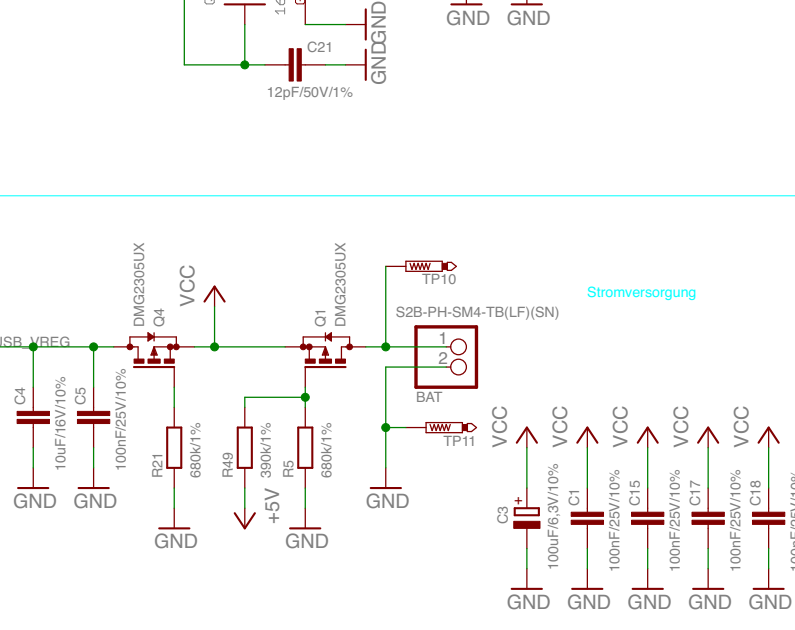 GND
GND
GND GND
C21
12pF/50V/1%
DMG2305UX
Q4
VCC
Q1
DMG2305UX
TP10
Stromversorgung
S2B-PH-SM4-TB(LF)(SN)
1
2
BAT
TP11
C4
10uF/16V/10%
GND
C5
100nF/25V/10%
GND
R21
680k/1%
GND
R49
390k/1%
+5V
R5
680k/1%
GND
GND
VCC
+
C3
100uF/6,3V/10%
GND
VCC
C1
100nF/25V/10%
GND
VCC
C15
100nF/25V/10%
GND
VCC
C17
100nF/25V/10%
GND
VCC
C18
GND